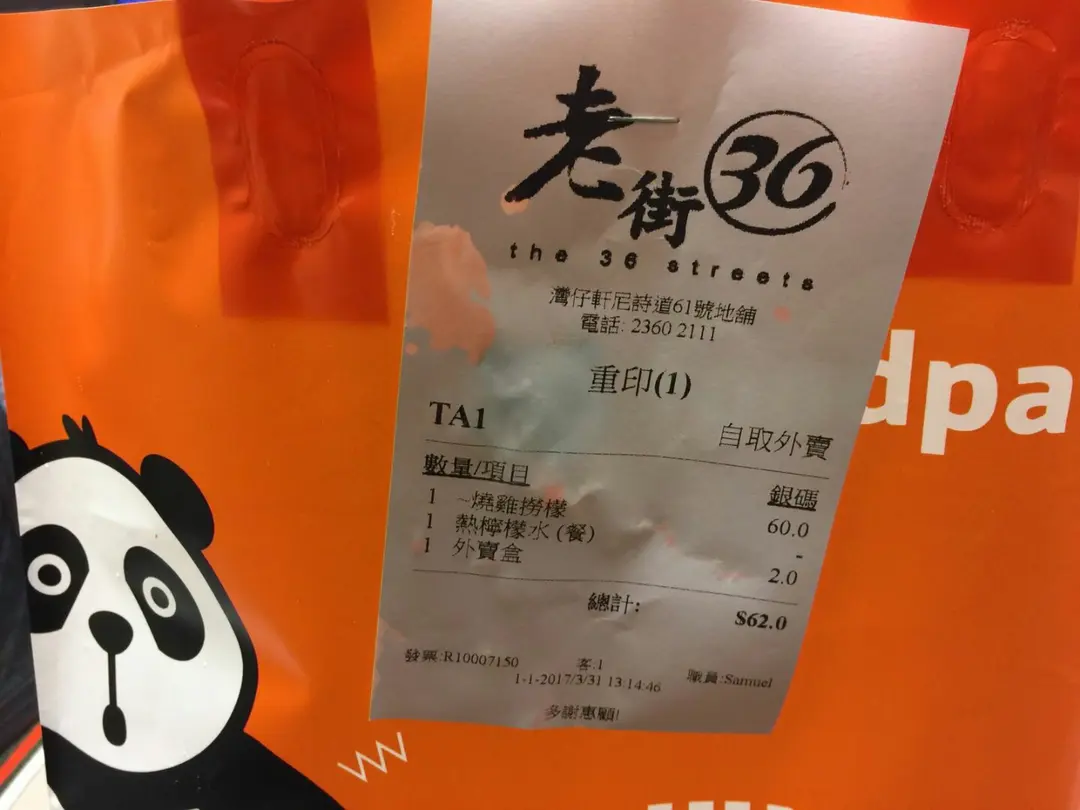 老街36
the 36 streets
灣仔軒尼詩道61號地舖
電話: 2360 2111
重印(1)
TA1 自取外賣
數量/項目 銀碼
1 ~燒雞撈檬 60.0
1 熱檸檬水 (餐) -
1 外賣盒 2.0
總計: $62.0
發票:R10007150 客:1 職員:Samuel
1-1-2017/3/31 13:14:46
多謝惠顧!
dpa